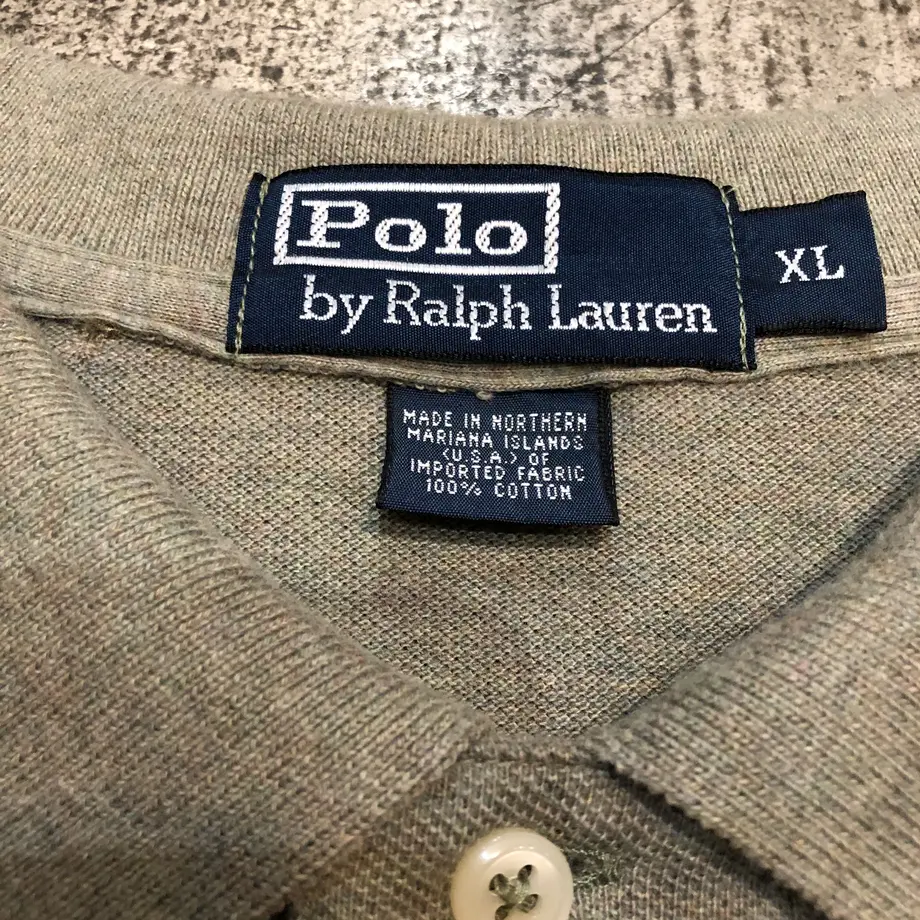 Polo
by Ralph Lauren
XL
MADE IN NORTHERN
MARIANA ISLANDS
(U.S.A.) OF
IMPORTED FABRIC
100% COTTON